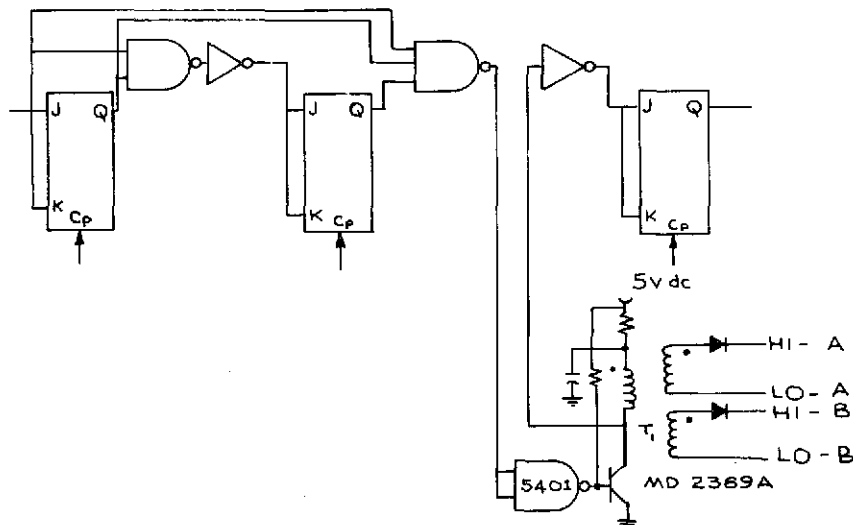 J Q
K
Cp
J Q
K
Cp
J Q
K
Cp
5v dc
HI - A
LO - A
HI - B
T1
LO - B
5401
MD 2369A